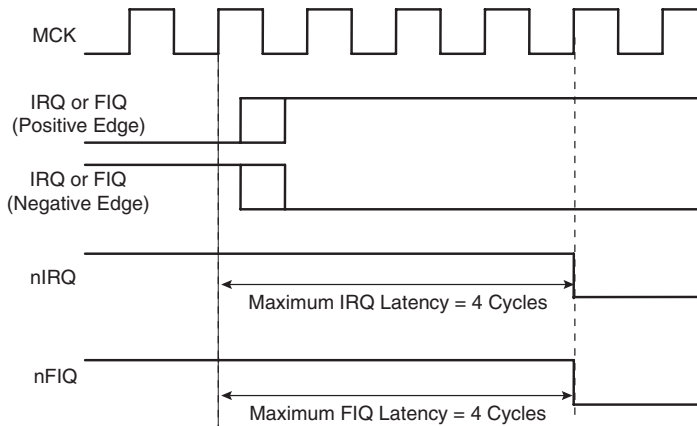 MCK
IRQ or FIQ
(Positive Edge)
IRQ or FIQ
(Negative Edge)
nIRQ
Maximum IRQ Latency = 4 Cycles
nFIQ
Maximum FIQ Latency = 4 Cycles